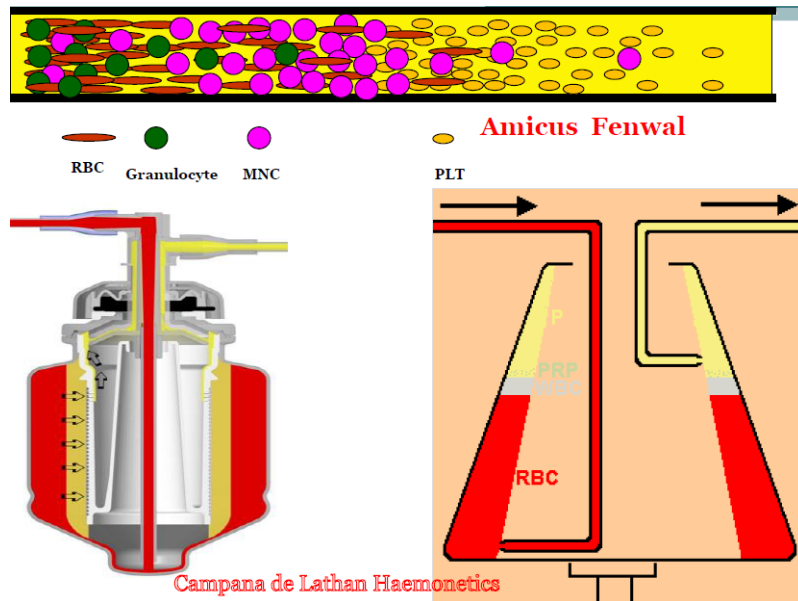 Amicus Fenwal
RBC
Granulocyte
MNC
PLT
P
PRP
WBC
RBC
Campana de Lathan Haemonetics